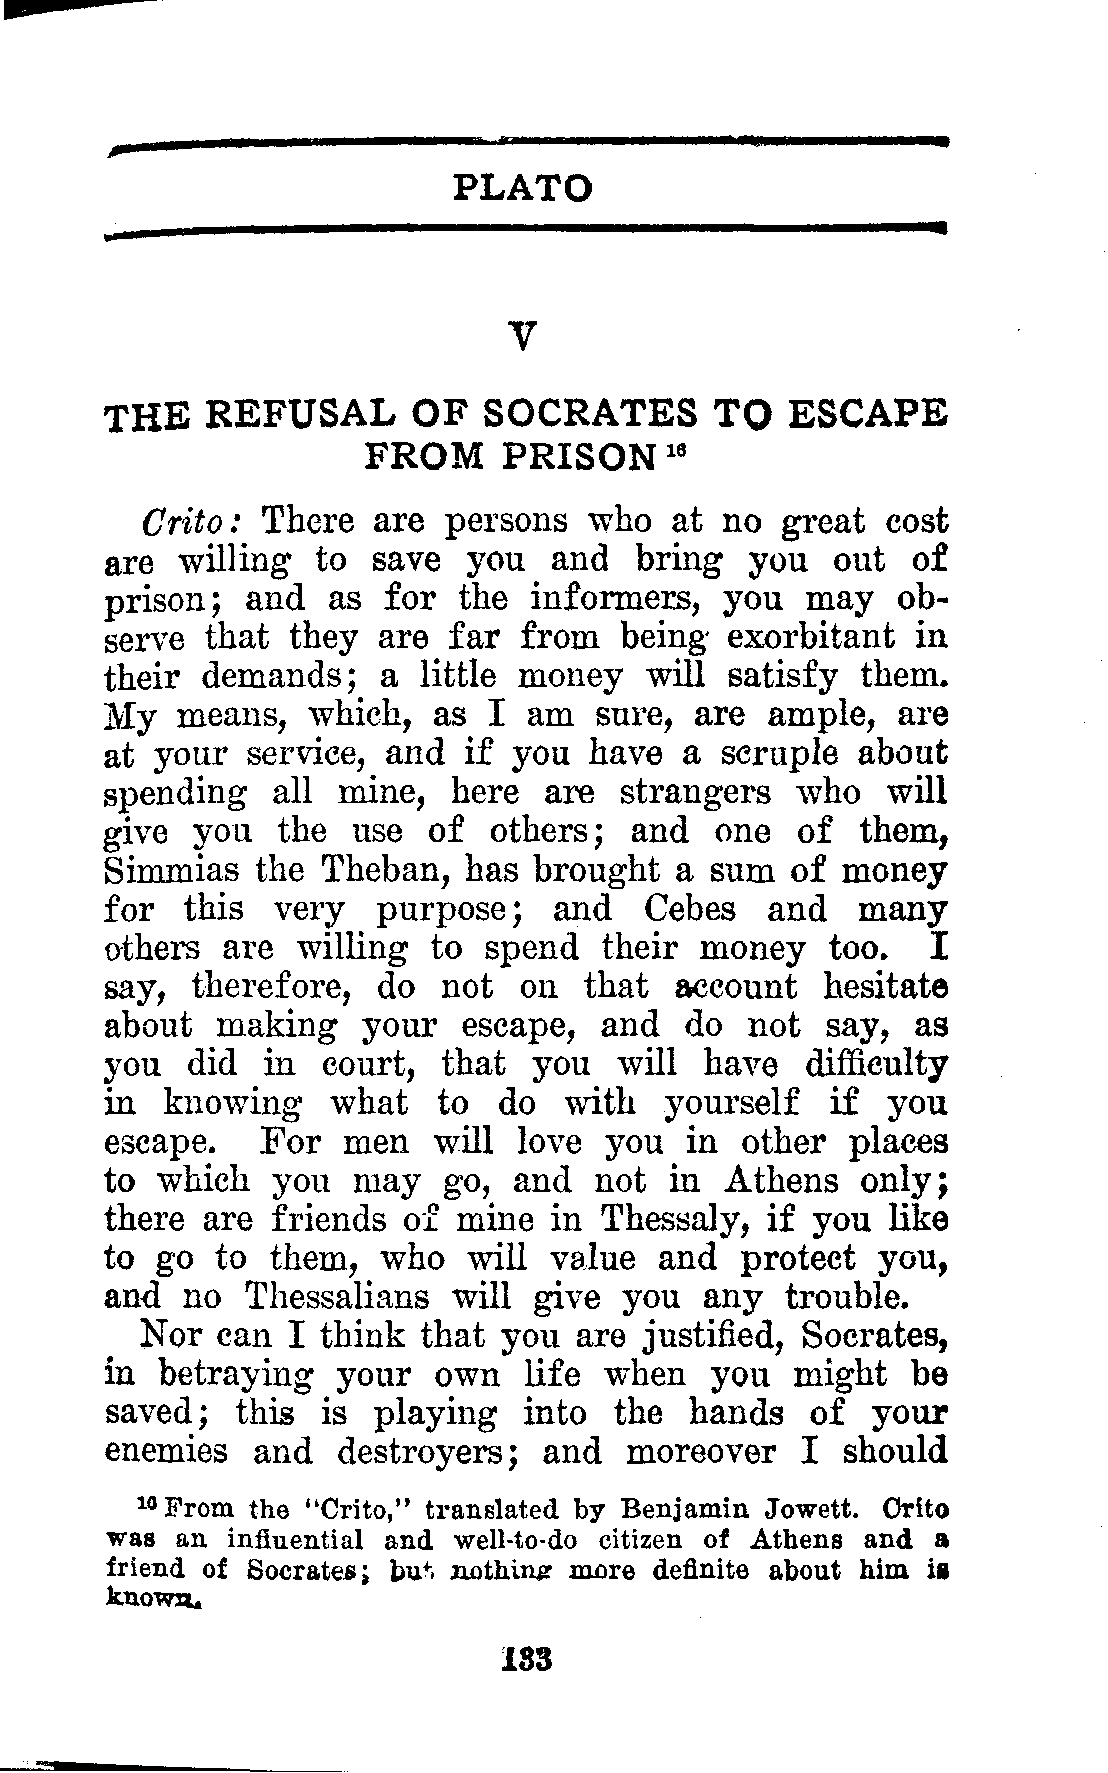 PLATO
V
THE REFUSAL OF SOCRATES TO ESCAPE
FROM PRISON 16
Crito: There are persons who at no great cost
are willing to save you and bring you out of
prison; and as for the informers, you may ob-
serve that they are far from being exorbitant in
their demands; a little money will satisfy them.
My means, which, as I am sure, are ample, are
at your service, and if you have a scruple about
spending all mine, here are strangers who will
give you the use of others; and one of them,
Simmias the Theban, has brought a sum of money
for this very purpose; and Cebes and many
others are willing to spend their money too. I
say, therefore, do not on that account hesitate
about making your escape, and do not say, as
you did in court, that you will have difficulty
in knowing what to do with yourself if you
escape. For men will love you in other places
to which you may go, and not in Athens only;
there are friends of mine in Thessaly, if you like
to go to them, who will value and protect you,
and no Thessalians will give you any trouble.
Nor can I think that you are justified, Socrates,
in betraying your own life when you might be
saved; this is playing into the hands of your
enemies and destroyers; and moreover I should
16 From the "Crito," translated by Benjamin Jowett. Crito
was an influential and well-to-do citizen of Athens and a
friend of Socrates; but nothing more definite about him is
known.
133